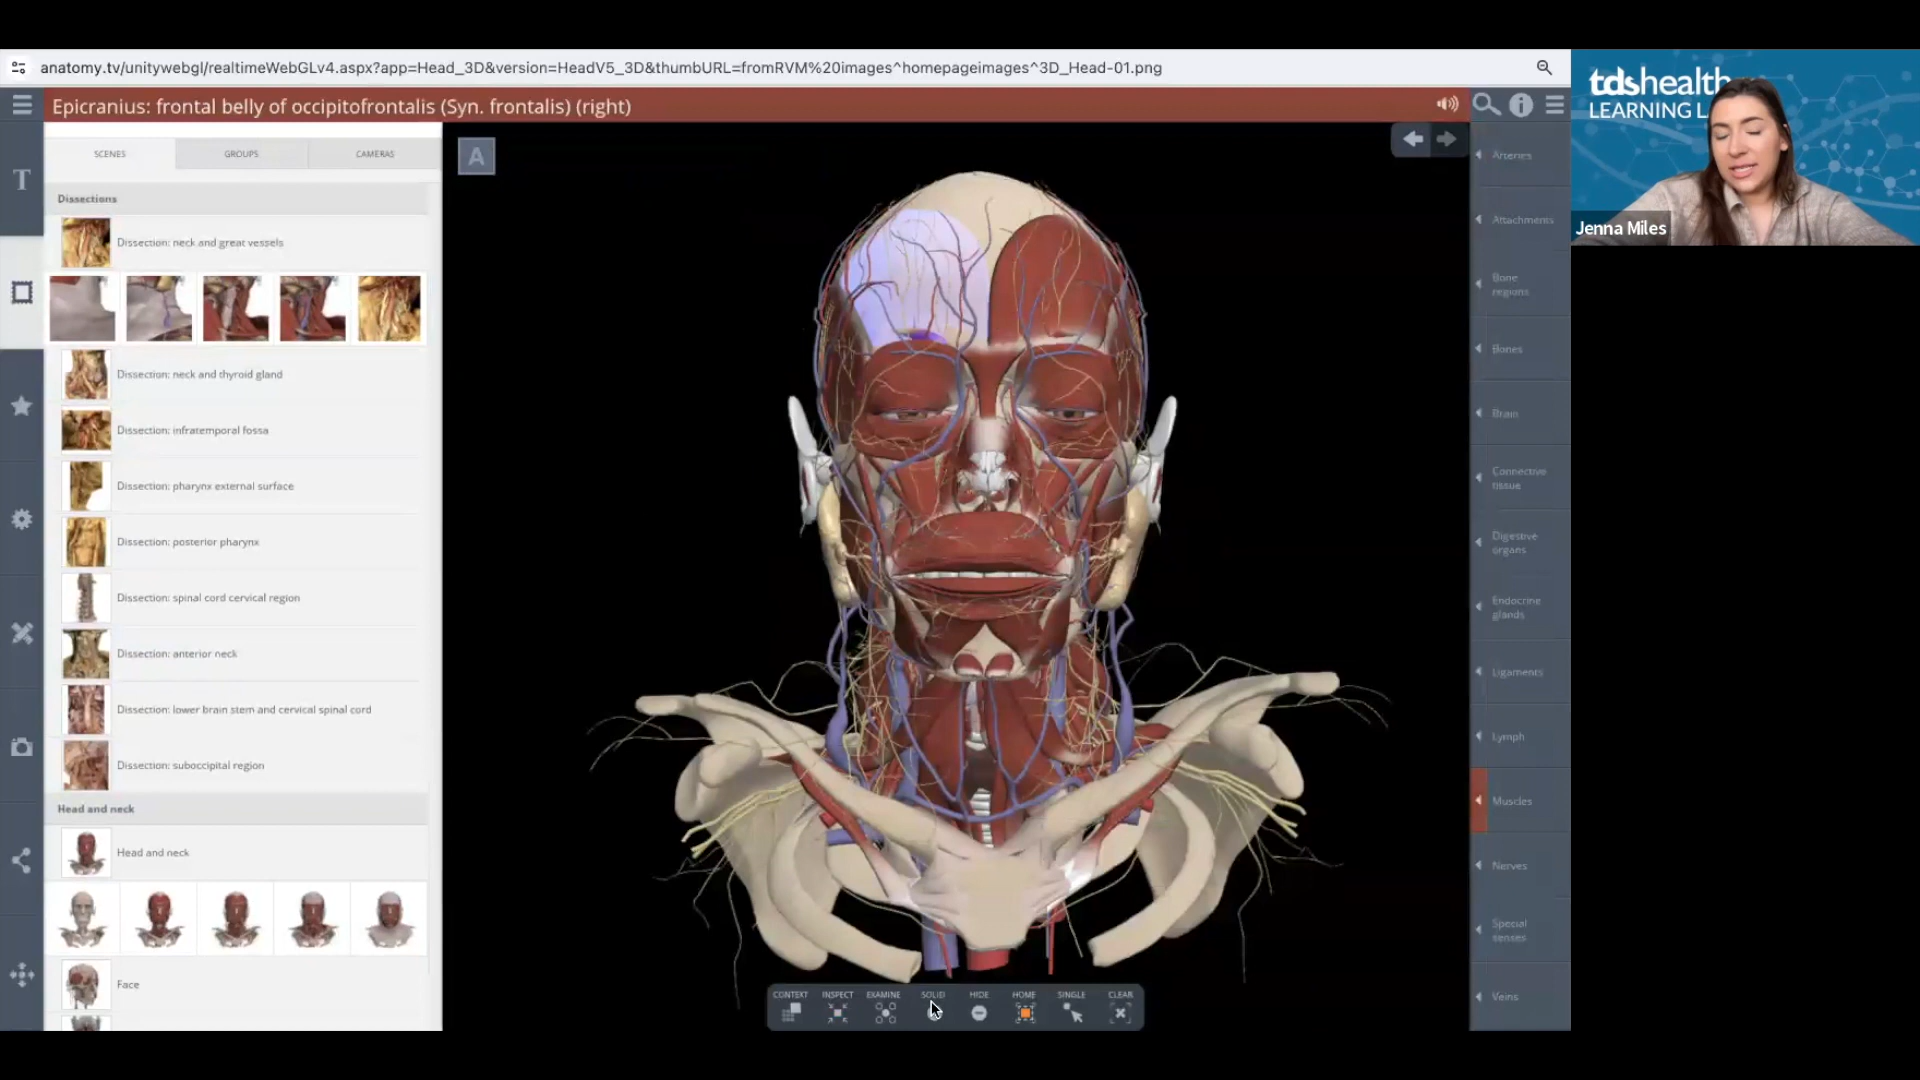 anatomy.tv/unitywebgl/realtimeWebGLv4.aspx?app=Head_3D&version=HeadV5_3D&thumbURL=fromRVM%20images^homepageimages^3D_Head-01.png
Epicranius: frontal belly of occipitofrontalis (Syn. frontalis) (right)
SCENES
GROUPS
CAMERAS
T
A
Dissections
Dissection: neck and great vessels
Dissection: neck and thyroid gland
Dissection: infratemporal fossa
Dissection: pharynx external surface
Dissection: posterior pharynx
Dissection: spinal cord cervical region
Dissection: anterior neck
Dissection: lower brain stem and cervical spinal cord
Dissection: suboccipital region
Head and neck
Head and neck
Face
CONTEXT
INSPECT
EXAMINE
SOLID
HIDE
HOME
SINGLE
CLEAR
Arteries
Attachments
Bone
regions
Bones
Brain
Connective
tissue
Digestive
organs
Endocrine
glands
Ligaments
Lymph
Muscles
Nerves
Special
senses
Veins
tdshealth
LEARNING L
Jenna Miles